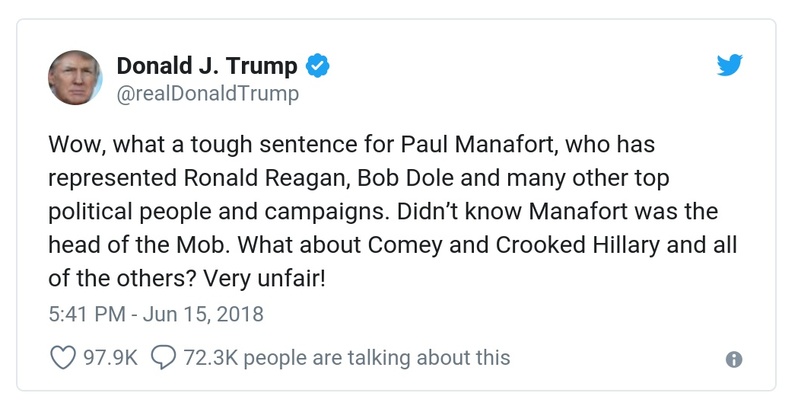 Donald J. Trump
@realDonaldTrump
Wow, what a tough sentence for Paul Manafort, who has
represented Ronald Reagan, Bob Dole and many other top
political people and campaigns. Didn’t know Manafort was the
head of the Mob. What about Comey and Crooked Hillary and all
of the others? Very unfair!
5:41 PM - Jun 15, 2018
97.9K 72.3K people are talking about this